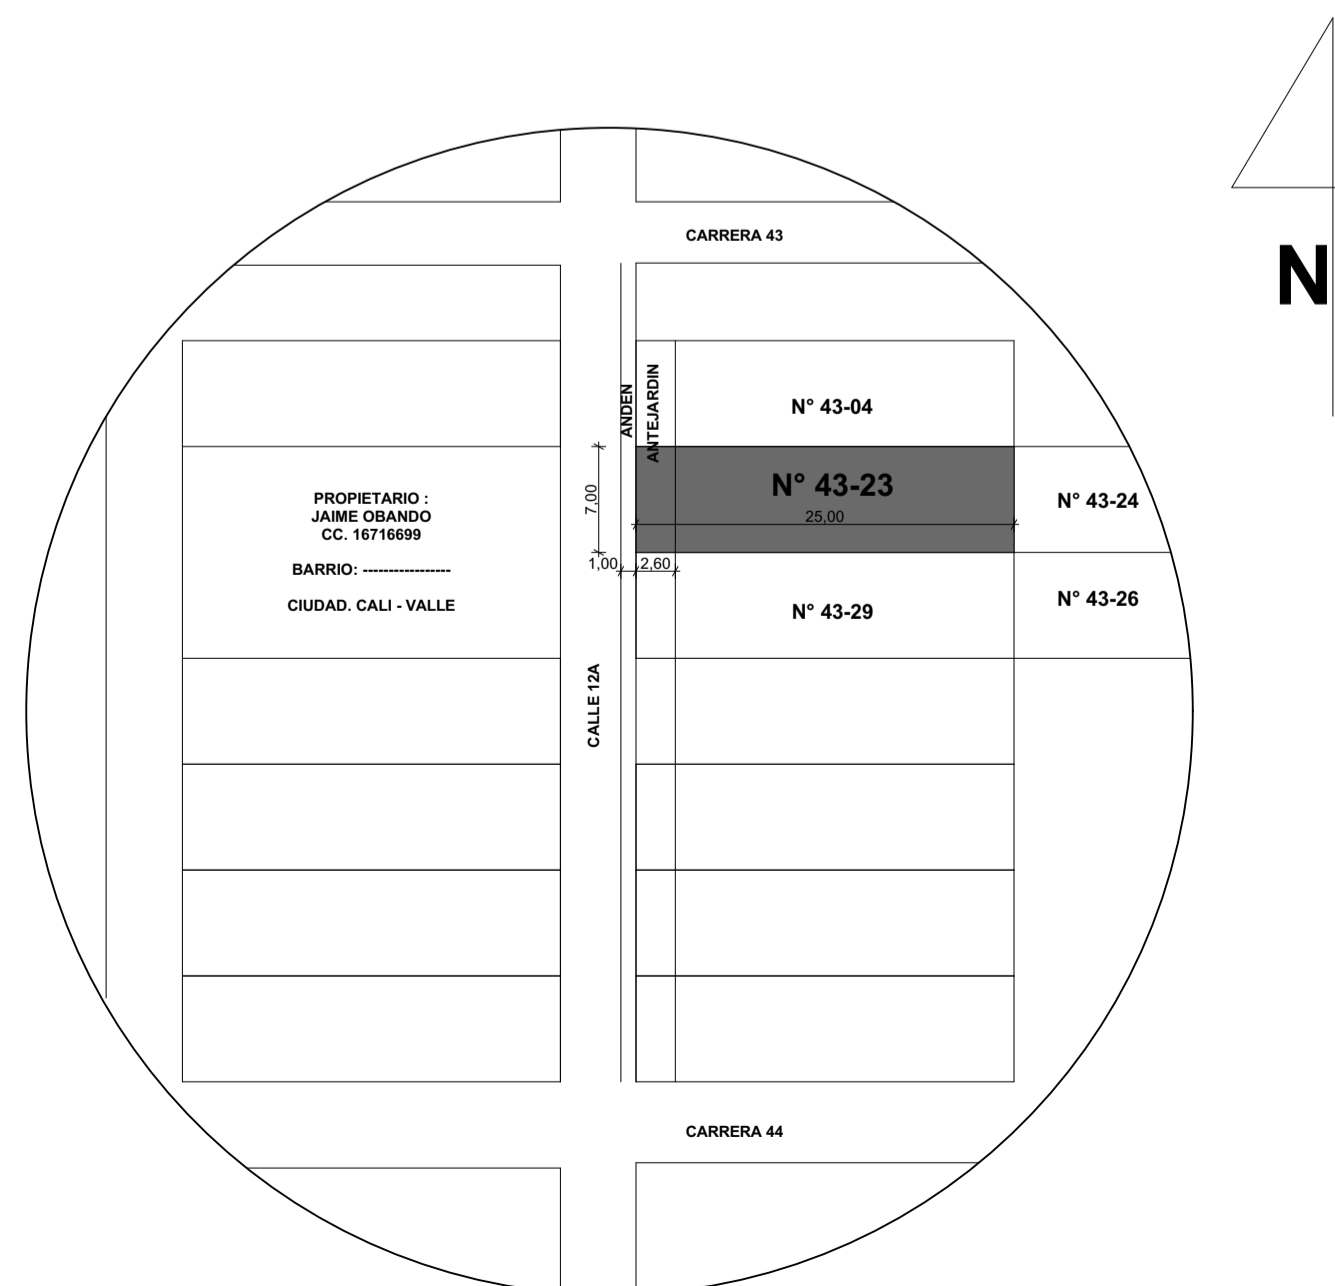 N
CARRERA 43
ANDEN
ANTEJARDIN
N° 43-04
7,00
N° 43-23
25,00
N° 43-24
PROPIETARIO :
JAIME OBANDO
CC. 16716699
BARRIO: -----------------
CIUDAD. CALI - VALLE
1,00
2,60
N° 43-29
N° 43-26
CALLE 12A
CARRERA 44